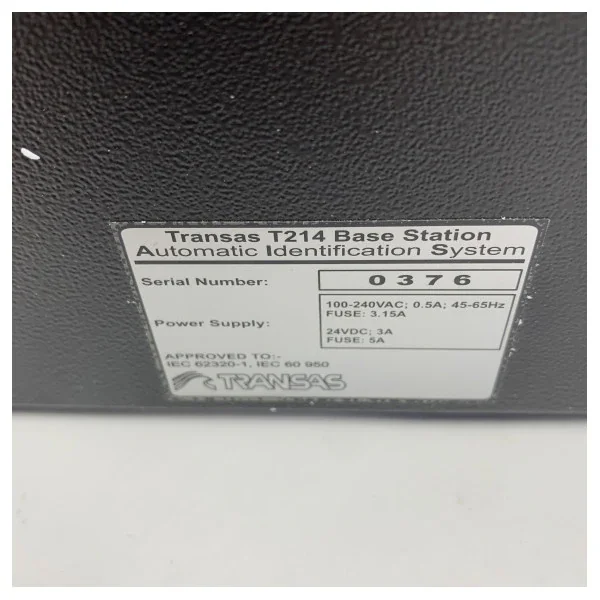 Transas T214 Base Station
Automatic Identification System
Serial Number: 0376
Power Supply: 100-240VAC; 0.5A; 45-65Hz
FUSE: 3.15A
24VDC; 3A
FUSE: 5A
APPROVED TO:-
IEC 62320-1, IEC 60 950
TRANSAS